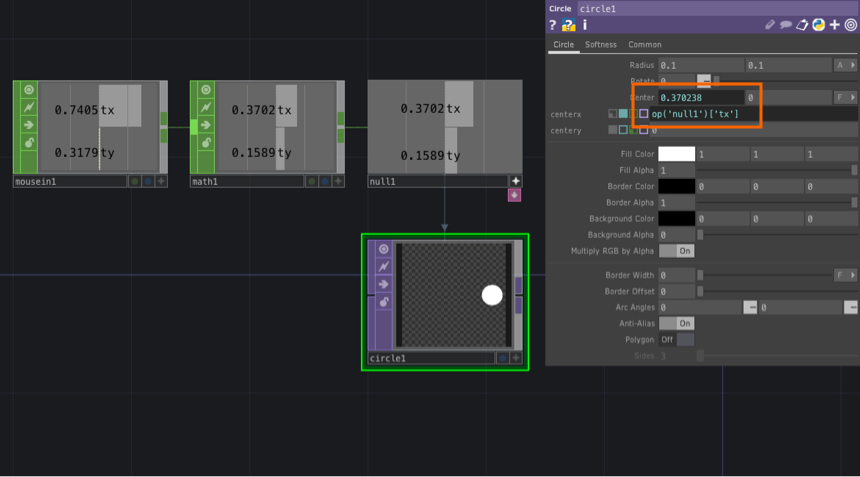 Circle circle1
? ? i
Circle Softness Common
Radius 0.1 0.1 A
Rotate 0
Center 0.370238 0 F
centerx op('null1')['tx']
centery 0
Fill Color 1 1 1
Fill Alpha 1
Border Color 0 0 0
Border Alpha 1
Background Color 0 0 0
Background Alpha 0
Multiply RGB by Alpha On
Border Width 0 F
Border Offset 0
Arc Angles 0 0
Anti-Alias On
Polygon Off
Sides 3
0.7405 tx
0.3179 ty
mousein1
0.3702 tx
0.1589 ty
math1
0.3702 tx
0.1589 ty
null1
circle1